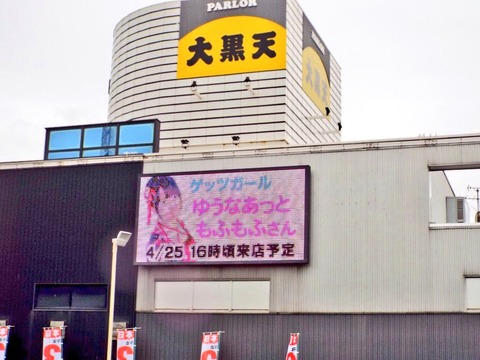 PARLOR
大黒天
ゲッツガール
ゆうなあっと
もふもふさん
4/25 16時頃来店予定